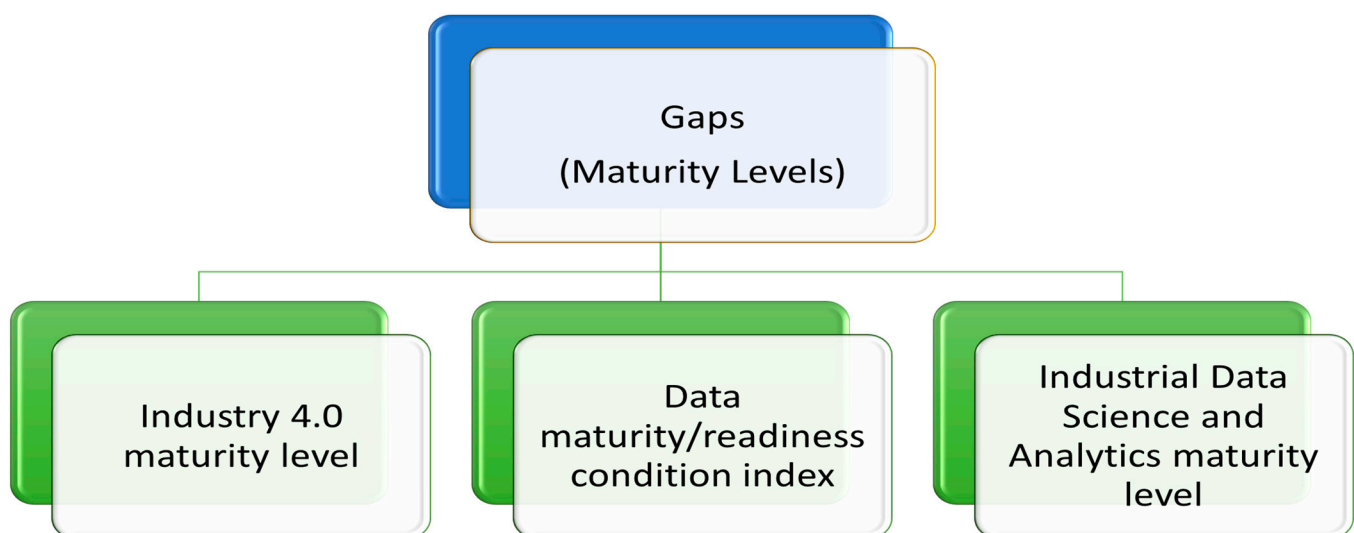 Gaps
(Maturity Levels)
Industry 4.0
maturity level
Data
maturity/readiness
condition index
Industrial Data
Science and
Analytics maturity
level